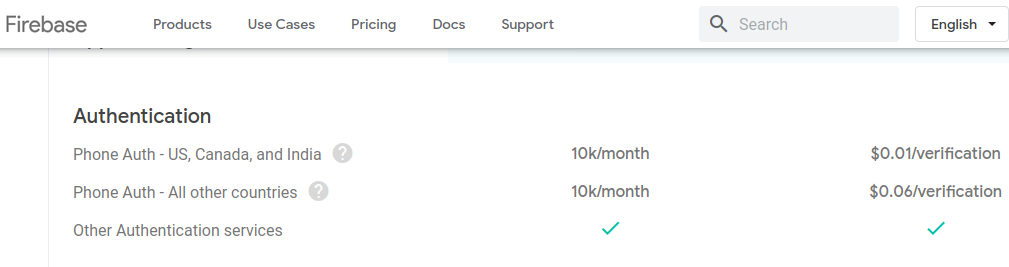 Firebase Products Use Cases Pricing Docs Support Search English
Authentication
Phone Auth - US, Canada, and India ? 10k/month $0.01/verification
Phone Auth - All other countries ? 10k/month $0.06/verification
Other Authentication services